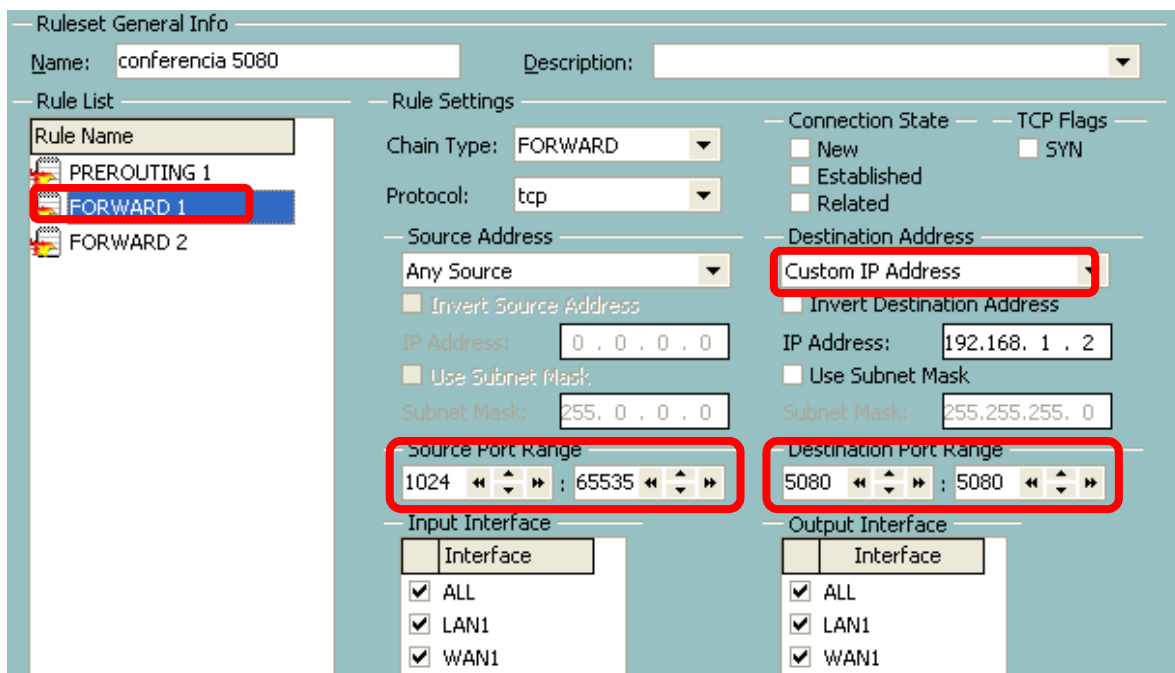 Ruleset General Info
Name: conferencia 5080 Description:
Rule List
Rule Name
PREROUTING 1
FORWARD 1
FORWARD 2
Rule Settings
Chain Type: FORWARD
Protocol: tcp
Connection State
New
Established
Related
TCP Flags
SYN
Source Address
Any Source
Invert Source Address
IP Address: 0 . 0 . 0 . 0
Use Subnet Mask
Subnet Mask: 255. 0 . 0 . 0
Destination Address
Custom IP Address
Invert Destination Address
IP Address: 192.168. 1 . 2
Use Subnet Mask
Subnet Mask: 255.255.255. 0
Source Port Range
1024 : 65535
Destination Port Range
5080 : 5080
Input Interface
Interface
ALL
LAN1
WAN1
Output Interface
Interface
ALL
LAN1
WAN1